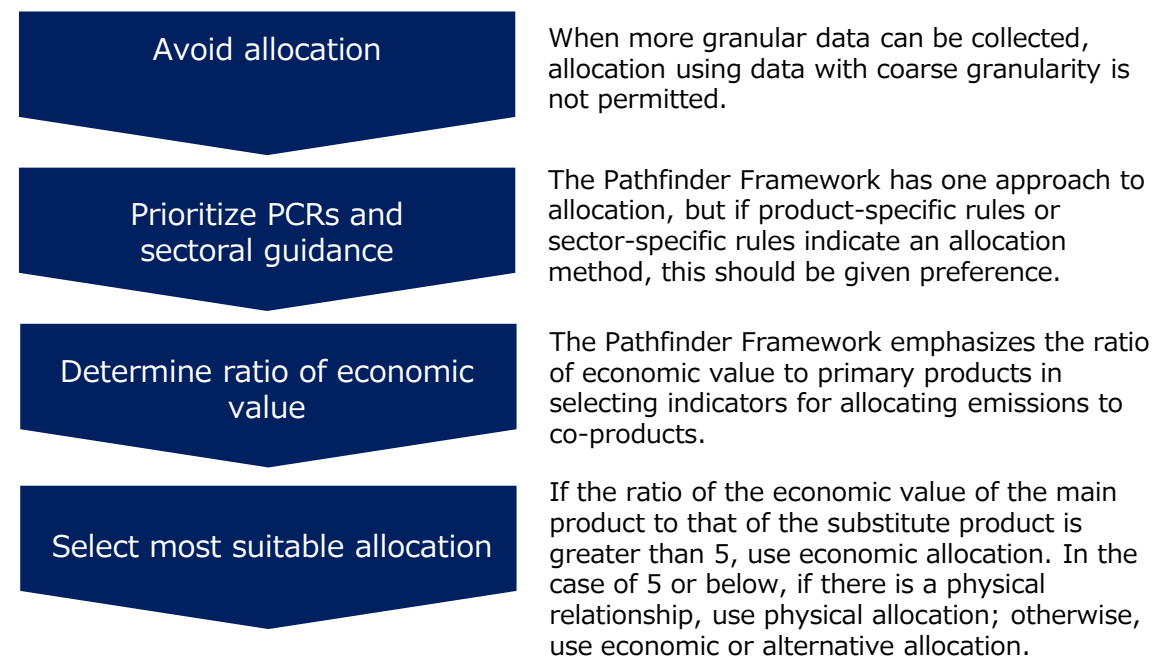 Avoid allocation
When more granular data can be collected,
allocation using data with coarse granularity is
not permitted.
Prioritize PCRs and
sectoral guidance
The Pathfinder Framework has one approach to
allocation, but if product-specific rules or
sector-specific rules indicate an allocation
method, this should be given preference.
Determine ratio of economic
value
The Pathfinder Framework emphasizes the ratio
of economic value to primary products in
selecting indicators for allocating emissions to
co-products.
Select most suitable allocation
If the ratio of the economic value of the main
product to that of the substitute product is
greater than 5, use economic allocation. In the
case of 5 or below, if there is a physical
relationship, use physical allocation; otherwise,
use economic or alternative allocation.